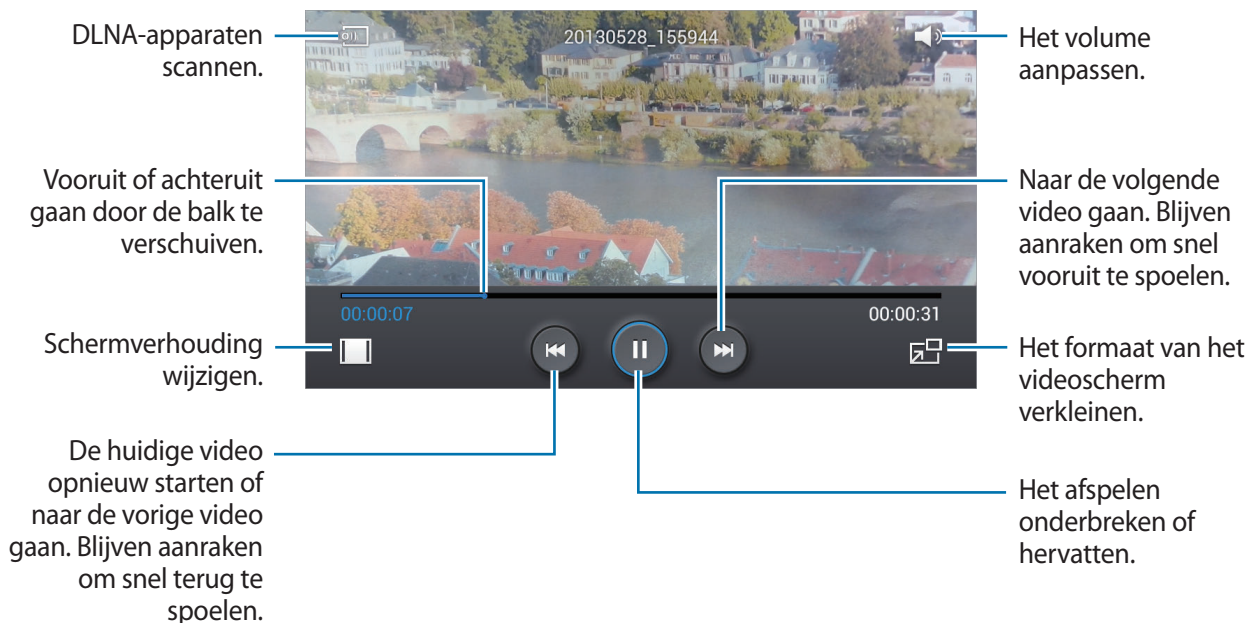 DLNA-apparaten
scannen.
20130528_155944
Het volume
aanpassen.
Vooruit of achteruit
gaan door de balk te
verschuiven.
Naar de volgende
video gaan. Blijven
aanraken om snel
vooruit te spoelen.
00:00:07
00:00:31
Schermverhouding
wijzigen.
Het formaat van het
videoscherm
verkleinen.
De huidige video
opnieuw starten of
naar de vorige video
gaan. Blijven aanraken
om snel terug te
spoelen.
Het afspelen
onderbreken of
hervatten.